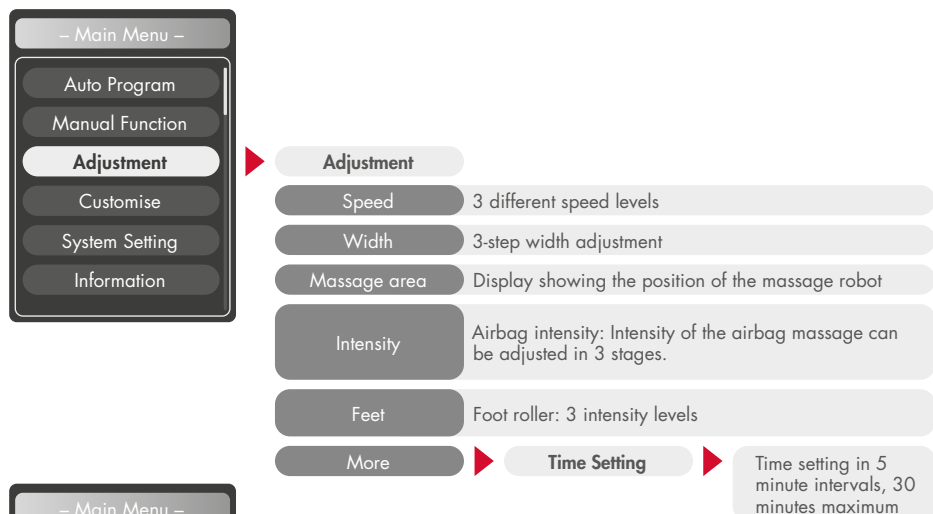 – Main Menu –
Auto Program
Manual Function
Adjustment
Customise
System Setting
Information
Adjustment
Speed
3 different speed levels
Width
3-step width adjustment
Massage area
Display showing the position of the massage robot
Intensity
Airbag intensity: Intensity of the airbag massage can
be adjusted in 3 stages.
Feet
Foot roller: 3 intensity levels
More
Time Setting
Time setting in 5
minute intervals, 30
minutes maximum
– Main Menu –